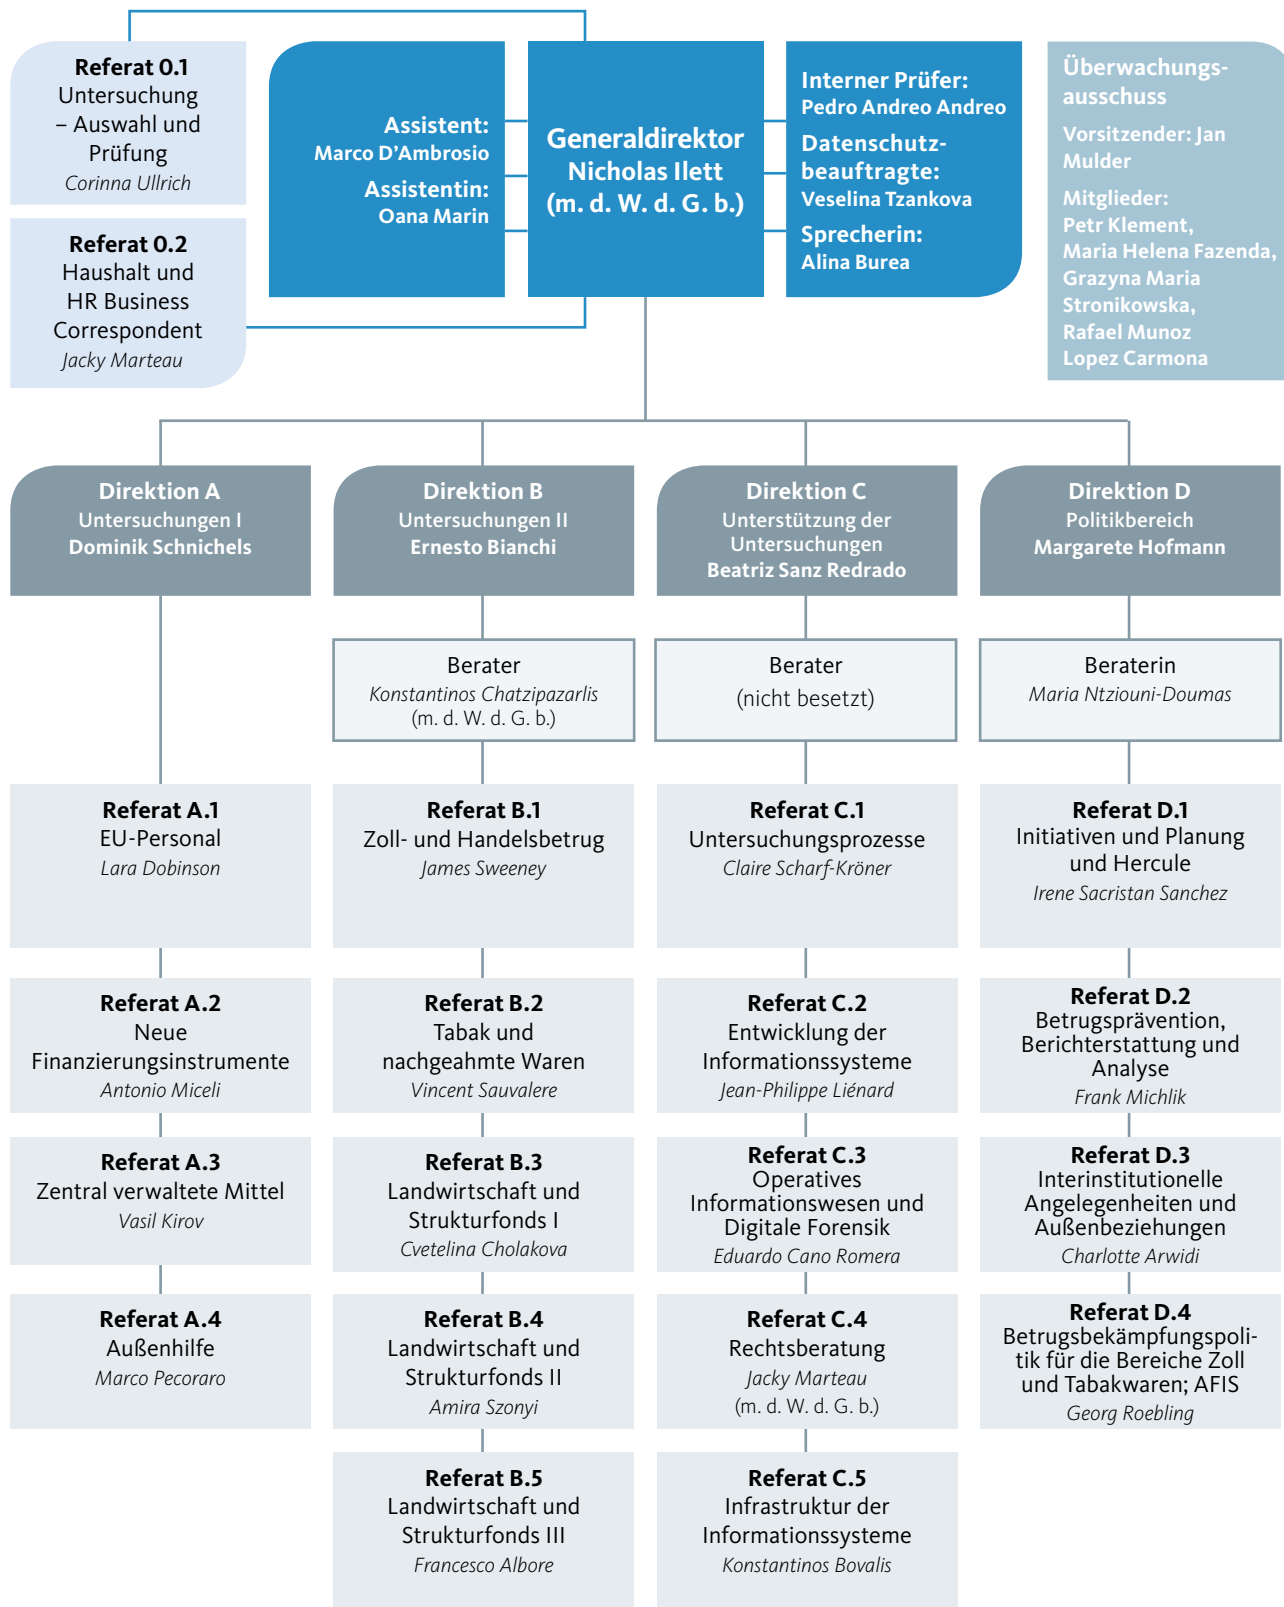 Referat 0.1
Untersuchung
– Auswahl und
Prüfung
Corinna Ullrich
Referat 0.2
Haushalt und
HR Business
Correspondent
Jacky Marteau
Assistent:
Marco D’Ambrosio
Assistentin:
Oana Marin
Generaldirektor
Nicholas Ilett
(m. d. W. d. G. b.)
Interner Prüfer:
Pedro Andreo Andreo
Datenschutz-
beauftragte:
Veselina Tzankova
Sprecherin:
Alina Burea
Überwachungs-
ausschuss
Vorsitzender: Jan
Mulder
Mitglieder:
Petr Klement,
Maria Helena Fazenda,
Grazyna Maria
Stronikowska,
Rafael Munoz
Lopez Carmona
Direktion A
Untersuchungen I
Dominik Schnichels
Direktion B
Untersuchungen II
Ernesto Bianchi
Direktion C
Unterstützung der
Untersuchungen
Beatriz Sanz Redrado
Direktion D
Politikbereich
Margarete Hofmann
Berater
Konstantinos Chatzipazarlis
(m. d. W. d. G. b.)
Berater
(nicht besetzt)
Beraterin
Maria Ntziouni-Doumas
Referat A.1
EU-Personal
Lara Dobinson
Referat B.1
Zoll- und Handelsbetrug
James Sweeney
Referat C.1
Untersuchungsprozesse
Claire Scharf-Kröner
Referat D.1
Initiativen und Planung
und Hercule
Irene Sacristan Sanchez
Referat A.2
Neue
Finanzierungsinstrumente
Antonio Miceli
Referat B.2
Tabak und
nachgeahmte Waren
Vincent Sauvalere
Referat C.2
Entwicklung der
Informationssysteme
Jean-Philippe Liénard
Referat D.2
Betrugsprävention,
Berichterstattung und
Analyse
Frank Michlik
Referat A.3
Zentral verwaltete Mittel
Vasil Kirov
Referat B.3
Landwirtschaft und
Strukturfonds I
Cvetelina Cholakova
Referat C.3
Operatives
Informationswesen und
Digitale Forensik
Eduardo Cano Romera
Referat D.3
Interinstitutionelle
Angelegenheiten und
Außenbeziehungen
Charlotte Arwidi
Referat A.4
Außenhilfe
Marco Pecoraro
Referat B.4
Landwirtschaft und
Strukturfonds II
Amira Szonyi
Referat C.4
Rechtsberatung
Jacky Marteau
(m. d. W. d. G. b.)
Referat D.4
Betrugsbekämpfungspoli-
tik für die Bereiche Zoll
und Tabakwaren; AFIS
Georg Roebling
Referat B.5
Landwirtschaft und
Strukturfonds III
Francesco Albore
Referat C.5
Infrastruktur der
Informationssysteme
Konstantinos Bovalis